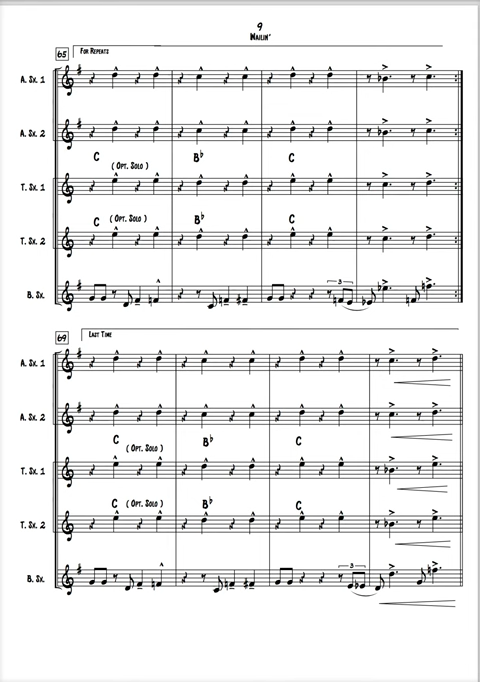 9
Wailin'
65 For Repeats
A. Sx. 1
A. Sx. 2
C B♭ C
(Opt. Solo)
T. Sx. 1
C (Opt. Solo) B♭ C
T. Sx. 2
3
B. Sx.
69 Last Time
A. Sx. 1
A. Sx. 2
C (Opt. Solo) B♭ C
T. Sx. 1
C (Opt. Solo) B♭ C
T. Sx. 2
3
B. Sx.